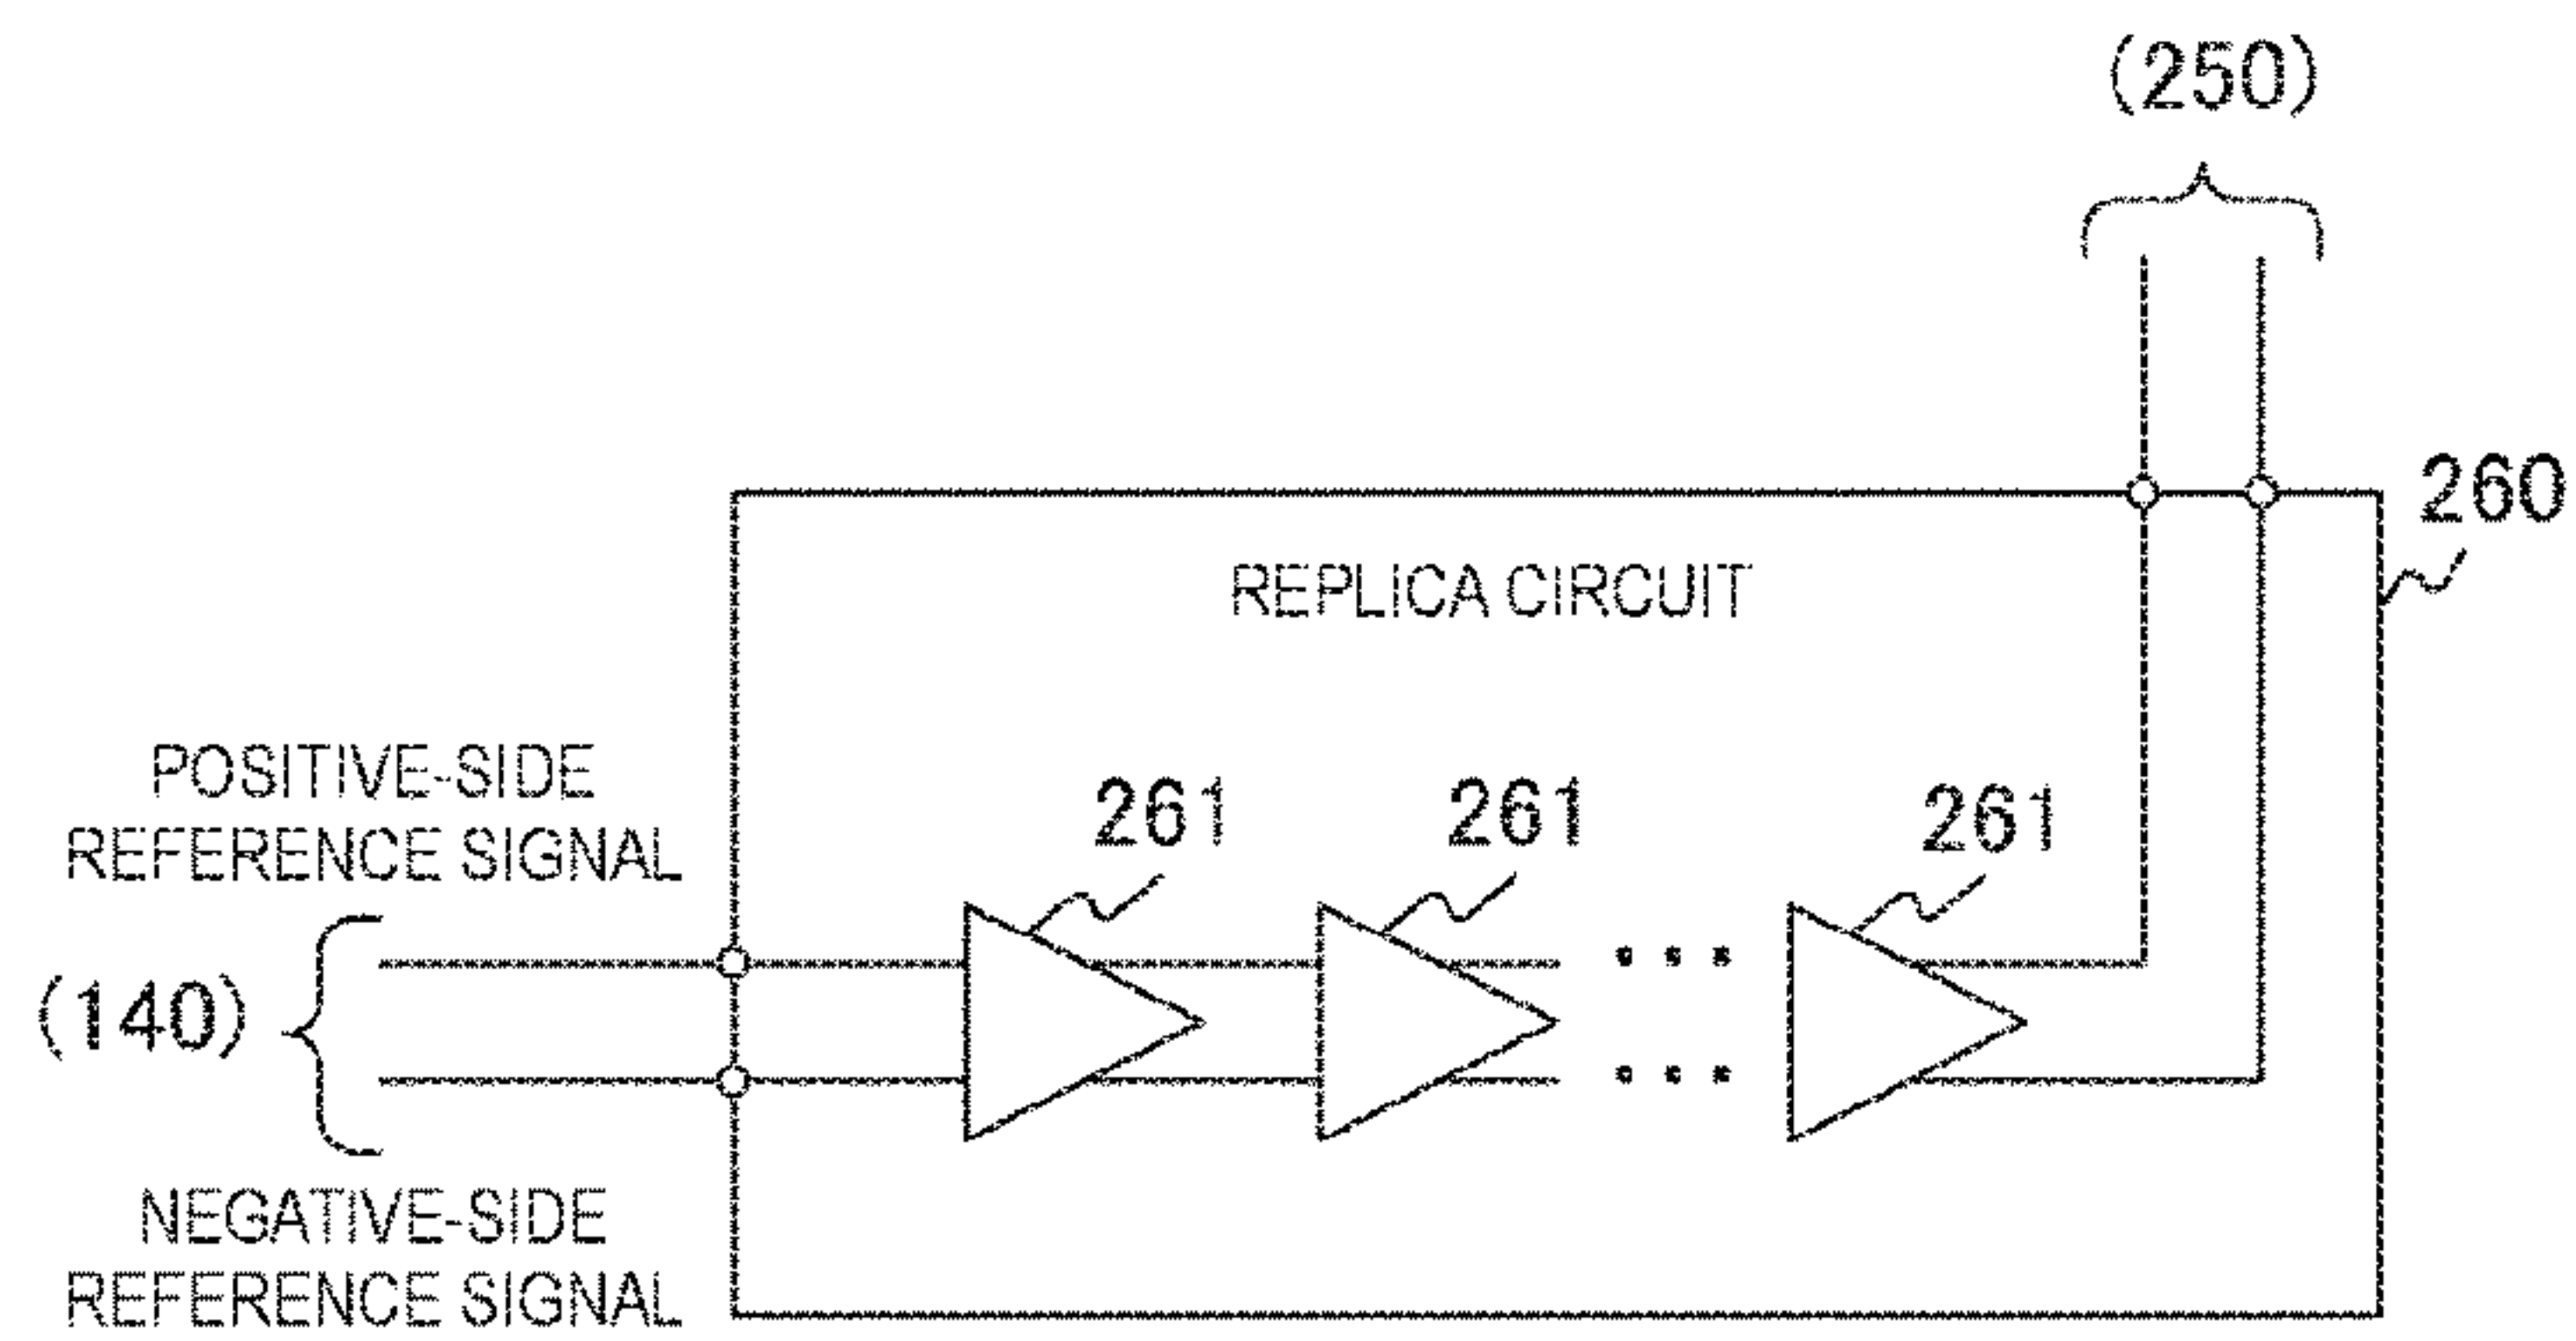 (250)
260
REPLICA CIRCUIT
POSITIVE-SIDE
REFERENCE SIGNAL
261 261 261
(140)
NEGATIVE-SIDE
REFERENCE SIGNAL